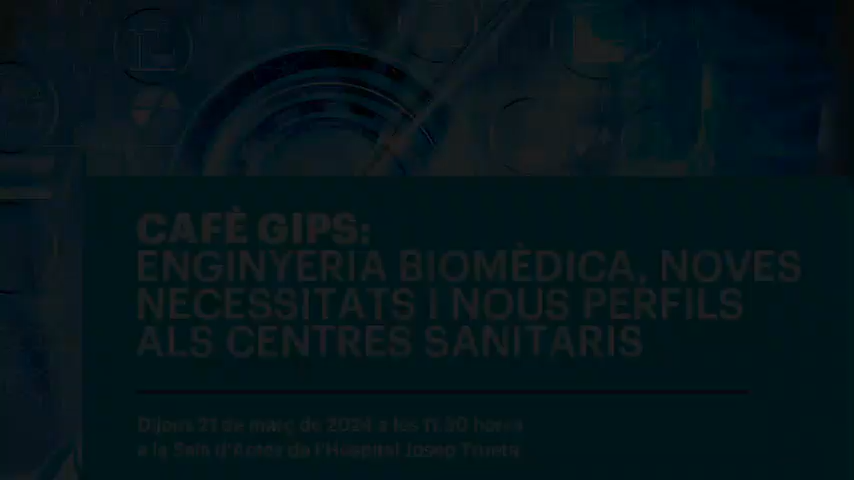 CAFÈ GIPS:
ENGINYERIA BIOMÈDICA, NOVES
NECESSITATS I NOUS PERFILS
ALS CENTRES SANITARIS
Dijous 21 de març de 2024 a les 11.30 hores
a la Sala d'Actes de l'Hospital Josep Trueta